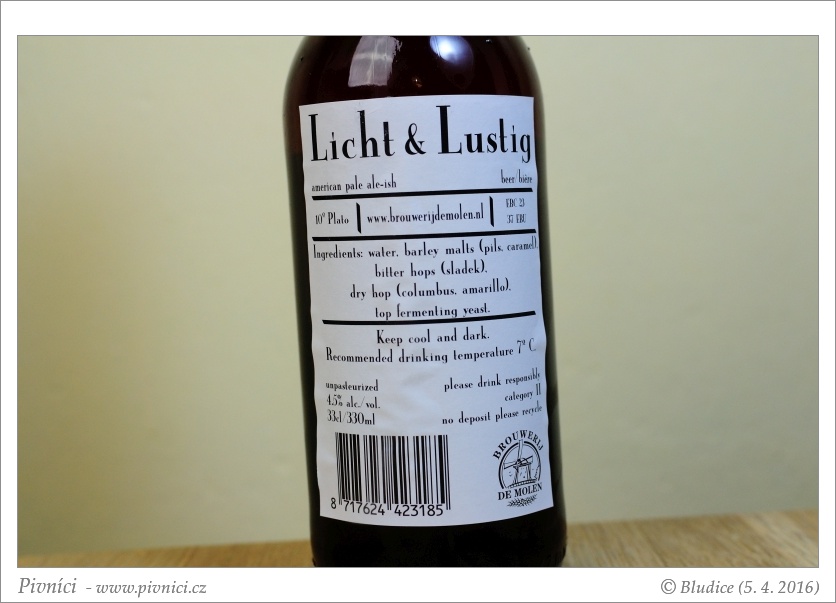 Licht & Lustig
american pale ale-ish beer/bière
10° Plato www.brouwerijdemolen.nl EBC 23
37 EBU
Ingredients: water, barley malts (pils, caramel),
bitter hops (sladek),
dry hop (columbus, amarillo),
top fermenting yeast.
Keep cool and dark.
Recommended drinking temperature 7° C.
unpasteurized
4.5% alc./vol.
33cl/330ml
please drink responsibly
category II
no deposit please recycle
8 717624 423185
BROUWERIJ
DE MOLEN
Pivníci - www.pivnici.cz
© Bludice (5. 4. 2016)